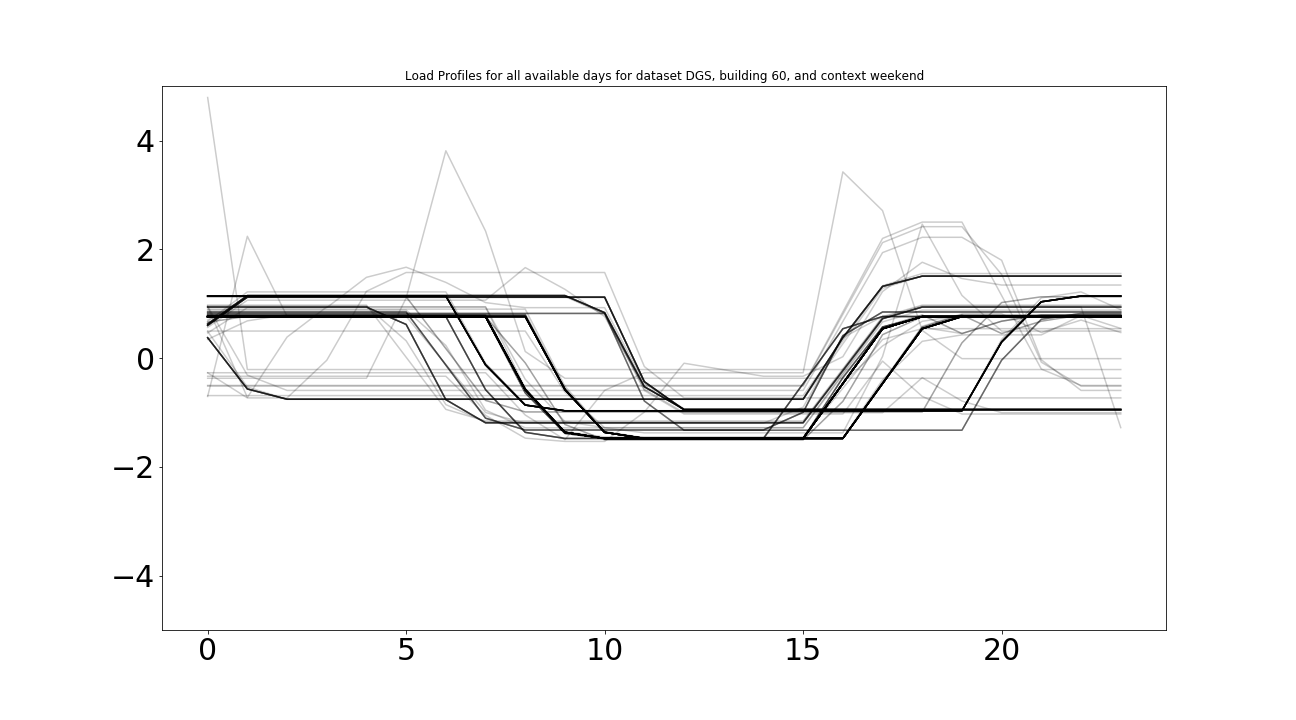 Load Profiles for all available days for dataset DGS, building 60, and context weekend
4
2
0
−2
−4
0 5 10 15 20